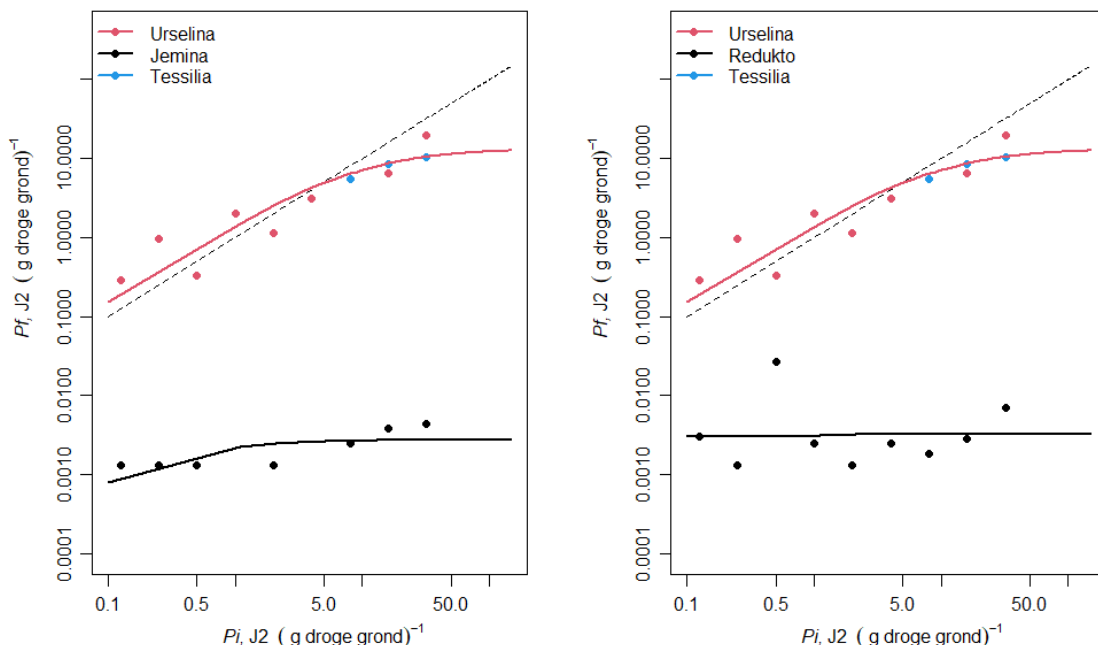 Urselina
Jemina
Tessilia
Pf, J2 ( g droge grond)⁻¹
10.0000
1.0000
0.1000
0.0100
0.0010
0.0001
0.1
0.5
5.0
50.0
Pi, J2 ( g droge grond)⁻¹
Urselina
Redukto
Tessilia
Pf, J2 ( g droge grond)⁻¹
10.0000
1.0000
0.1000
0.0100
0.0010
0.0001
0.1
0.5
5.0
50.0
Pi, J2 ( g droge grond)⁻¹